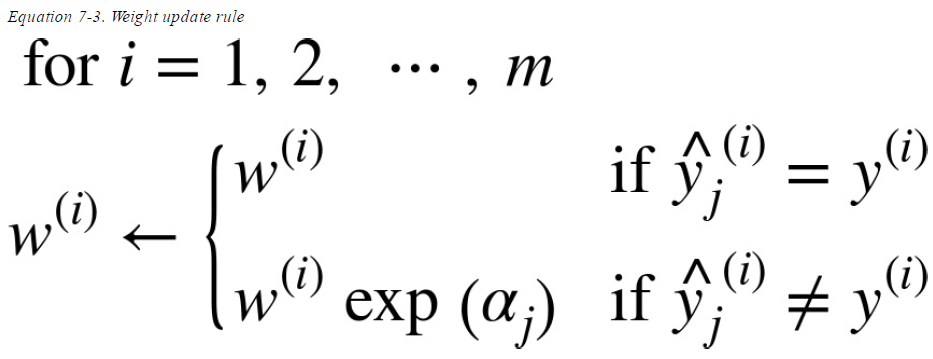 Equation 7-3. Weight update rule
for i = 1, 2, ⋯ , m
w^(i) ← { w^(i) if ŷ_j^(i) = y^(i)
w^(i) exp (α_j) if ŷ_j^(i) ≠ y^(i)